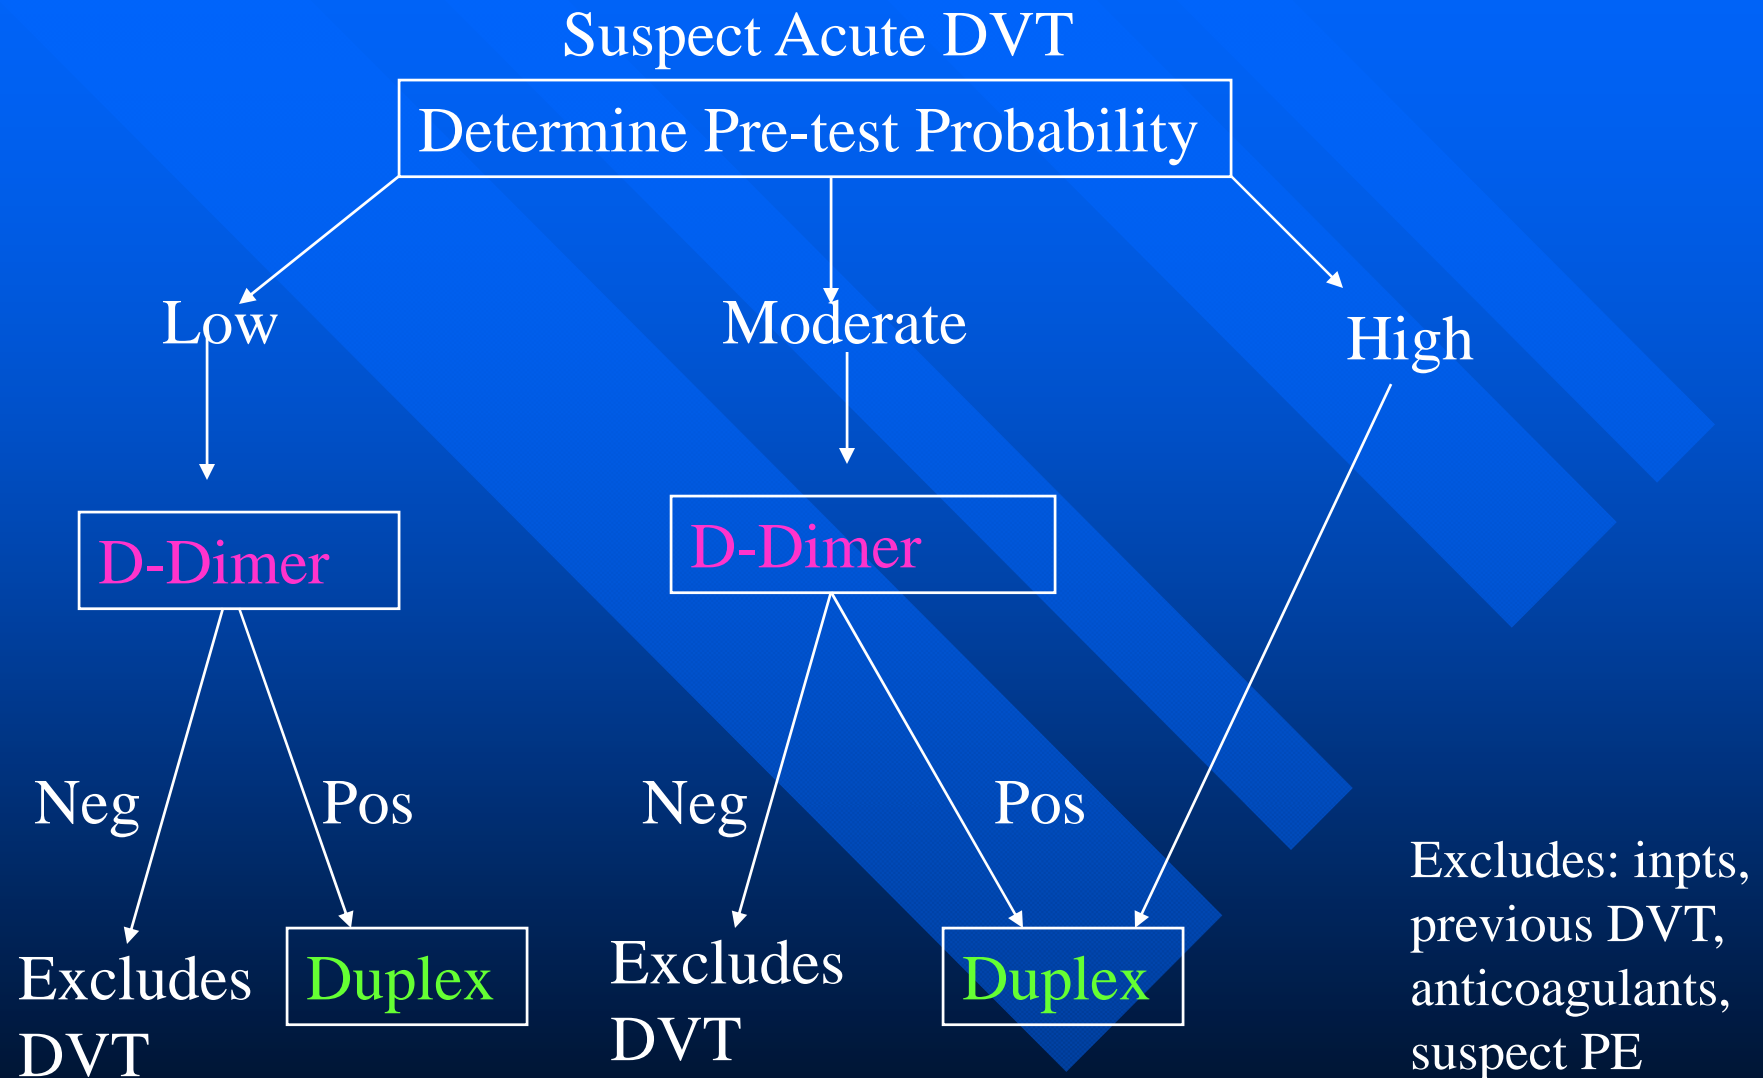 Suspect Acute DVT
Determine Pre-test Probability
Low
Moderate
High
D-Dimer
D-Dimer
Neg
Pos
Neg
Pos
Excludes
DVT
Duplex
Excludes
DVT
Duplex
Excludes: inpts,
previous DVT,
anticoagulants,
suspect PE